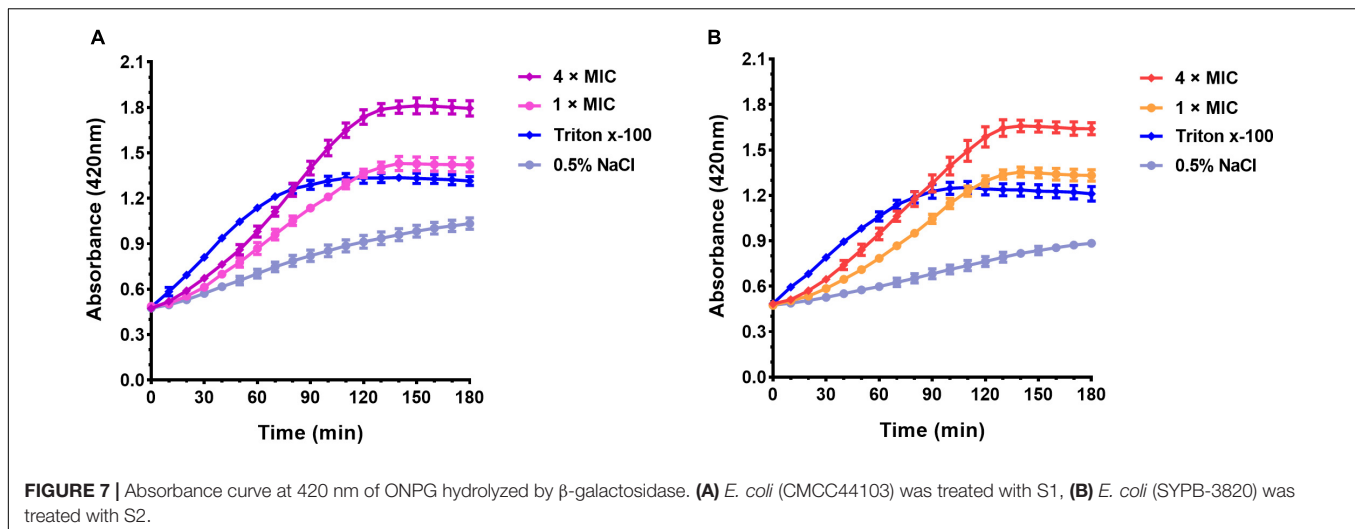 A
2.1
1.8
1.5
1.2
0.9
0.6
0.3
0.0
Absorbance (420nm)
0 30 60 90 120 150 180
Time (min)
4 × MIC
1 × MIC
Triton x-100
0.5% NaCl
B
2.1
1.8
1.5
1.2
0.9
0.6
0.3
0.0
Absorbance (420nm)
0 30 60 90 120 150 180
Time (min)
4 × MIC
1 × MIC
Triton x-100
0.5% NaCl
FIGURE 7 | Absorbance curve at 420 nm of ONPG hydrolyzed by β-galactosidase. (A) E. coli (CMCC44103) was treated with S1, (B) E. coli (SYPB-3820) was
treated with S2.